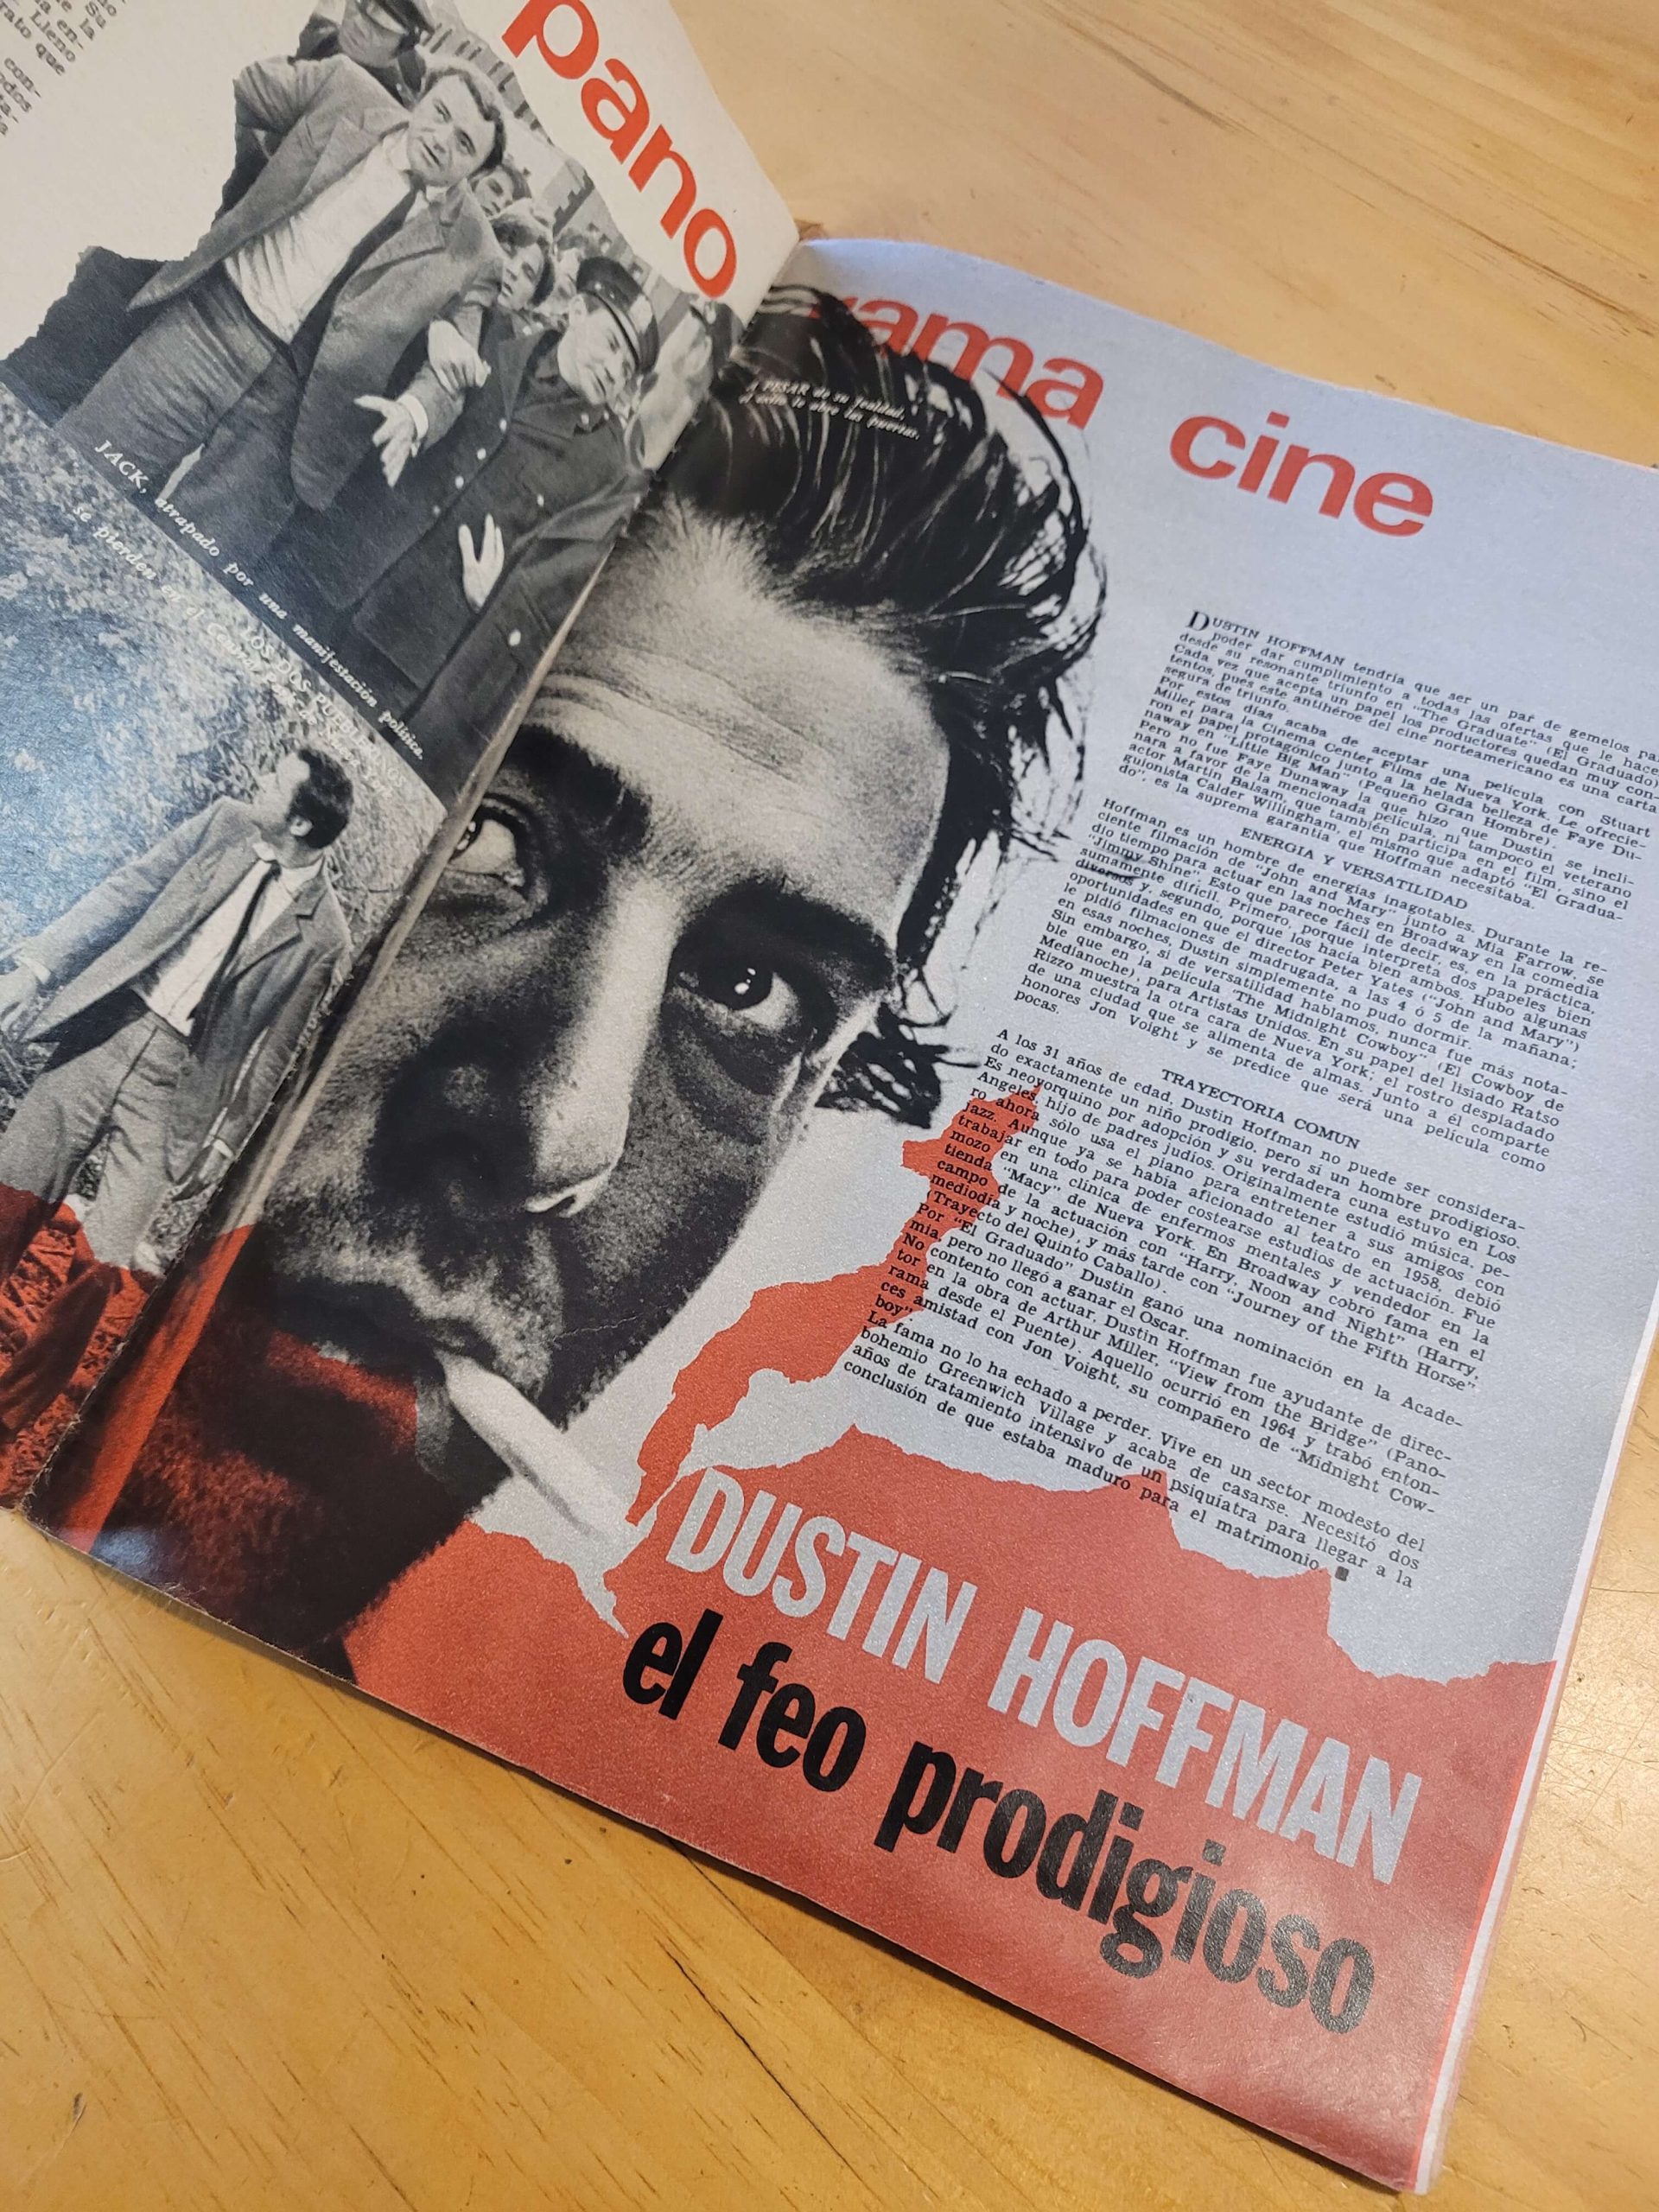 Su
de la
la en-
Lleno
rato que
con-
odos
panorama cine
JACK, atrapado por una manifestación política.
LOS DOS PUEBLERINOS
se pierden en el Central Park de Nueva York.
A PESAR de su fealdad,
el éxito le abre las puertas.
DUSTIN HOFFMAN tendría que ser un par de gemelos pa
poder dar cumplimiento a todas las ofertas que le hace
desde su resonante triunfo en "The Graduate" (El Graduado)
Cada vez que acepta un papel los productores quedan muy con-
tentos, pues este antihéroe del cine norteamericano es una carta
segura de triunfo.
Por estos días acaba de aceptar una película con Stuart
Miller para la Cinema Center Films de Nueva York. Le ofrecie-
ron el papel protagónico junto a la helada belleza de Faye Du-
naway en "Little Big Man" (Pequeño Gran Hombre).
Pero no fue Faye Dunaway la que hizo que Dustin se incli-
nara a favor de la mencionada película, ni tampoco el veterano
actor Martin Balsam, que también participa en el film, sino el
guionista Calder Willingham, el mismo que adaptó "El Gradua-
do", es la suprema garantía que Hoffman necesitaba.
ENERGIA Y VERSATILIDAD
Hoffman es un hombre de energías inagotables. Durante la re-
ciente filmación de "John and Mary" junto a Mia Farrow, se
dio tiempo para actuar en las noches en Broadway en la comedia
"Jimmy Shine". Esto que parece fácil de decir, es, en la práctica,
sumamente difícil. Primero, porque interpreta dos papeles bien
diversos y, segundo, porque los hacía bien ambos. Hubo algunas
oportunidades en que el director Peter Yates ("John and Mary")
le pidió filmaciones de madrugada, a las 4 ó 5 de la mañana;
en esas noches, Dustin simplemente no pudo dormir.
Sin embargo, si de versatilidad hablamos, nunca fue más nota-
ble que en la película "The Midnight Cowboy" (El Cowboy de
Medianoche), para Artistas Unidos. En su papel del lisiado Ratso
Rizzo muestra la otra cara de Nueva York; el rostro despiadado
de una ciudad que se alimenta de almas. Junto a él comparte
honores Jon Voight y se predice que será una película como
pocas.
TRAYECTORIA COMUN
A los 31 años de edad, Dustin Hoffman no puede ser considera-
do exactamente un niño prodigio, pero sí un hombre prodigioso.
Es neoyorquino por adopción y su verdadera cuna estuvo en Los
Angeles, hijo de padres judíos. Originalmente estudió música, pe-
ro ahora sólo usa el piano para entretener a sus amigos con
jazz. Aunque ya se había aficionado al teatro en 1958, debió
trabajar en todo para poder costearse estudios de actuación. Fue
mozo en una clínica de enfermos mentales y vendedor en la
tienda "Macy" de Nueva York. En Broadway cobró fama en el
campo de la actuación con "Harry, Noon and Night" (Harry,
mediodía y noche), y más tarde con "Journey of the Fifth Horse"
(Trayecto del Quinto Caballo).
Por "El Graduado" Dustin ganó una nominación en la Acade-
mia, pero no llegó a ganar el Oscar.
No contento con actuar, Dustin Hoffman fue ayudante de direc-
tor en la obra de Arthur Miller, "View from the Bridge" (Pano-
rama desde el Puente). Aquello ocurrió en 1964 y trabó enton-
ces amistad con Jon Voight, su compañero de "Midnight Cow-
boy".
La fama no lo ha echado a perder. Vive en un sector modesto del
bohemio Greenwich Village y acaba de casarse. Necesitó dos
años de tratamiento intensivo de un psiquiatra para llegar a la
conclusión de que estaba maduro para el matrimonio. ■
DUSTIN HOFFMAN
el feo prodigioso